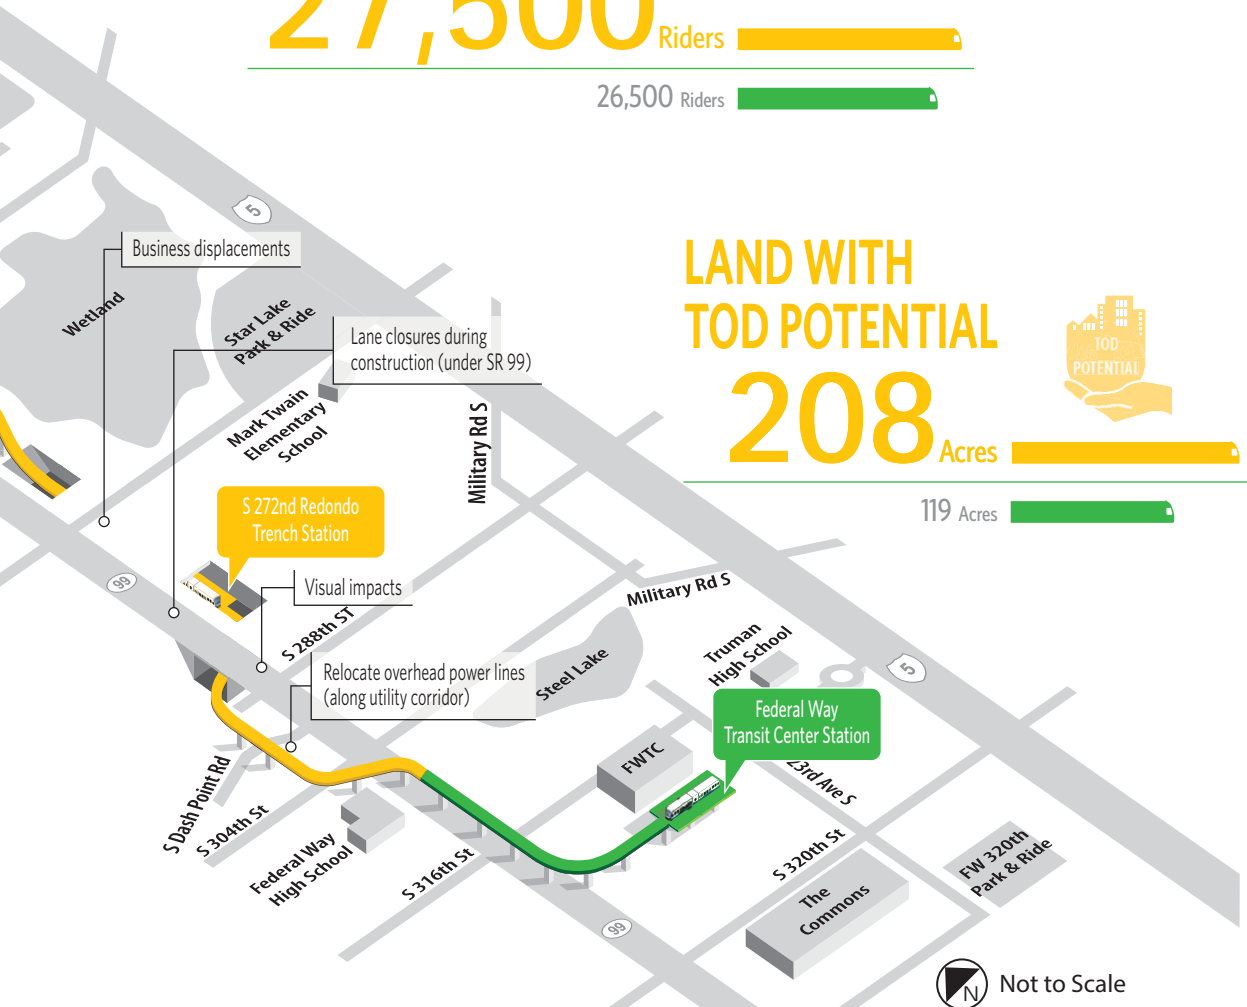 27,500 Riders
26,500 Riders
5
Business displacements
LAND WITH
TOD POTENTIAL
208 Acres
119 Acres
TOD
POTENTIAL
Wetland
Star Lake
Park & Ride
Lane closures during
construction (under SR 99)
Mark Twain
Elementary
School
Military Rd S
S 272nd Redondo
Trench Station
99
Visual impacts
Military Rd S
S 288th ST
Relocate overhead power lines
(along utility corridor)
Steel Lake
Truman
High School
5
Federal Way
Transit Center Station
FWTC
23rd Ave S
S Dash Point Rd
S 304th St
Federal Way
High School
S 316th St
S 320th St
FW 320th
Park & Ride
The
Commons
99
N
Not to Scale